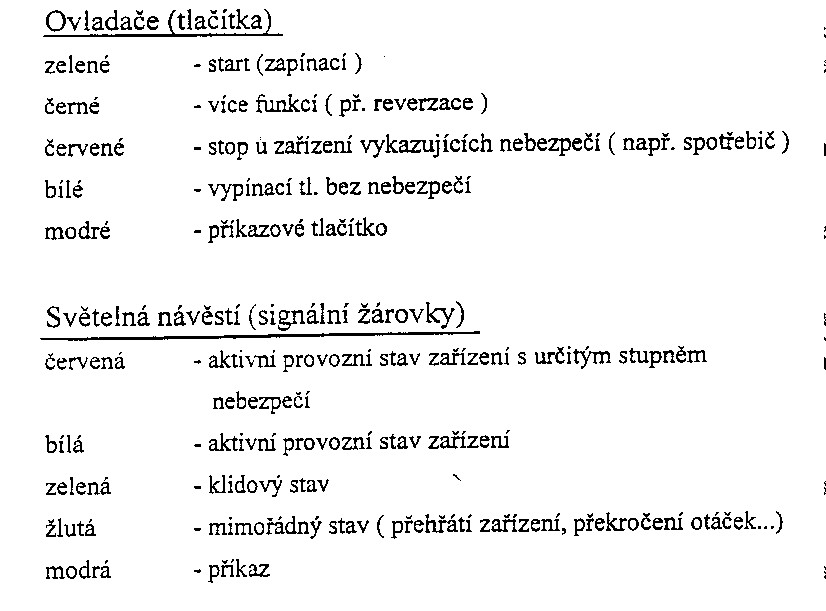 Ovladače (tlačítka)
zelené - start (zapínací )
černé - více funkcí ( př. reverzace )
červené - stop u zařízení vykazujících nebezpečí ( např. spotřebič )
bílé - vypínací tl. bez nebezpečí
modré - příkazové tlačítko
Světelná návěstí (signální žárovky)
červená - aktivní provozní stav zařízení s určitým stupněm
nebezpečí
bílá - aktivní provozní stav zařízení
zelená - klidový stav
žlutá - mimořádný stav ( přehřátí zařízení, překročení otáček...)
modrá - příkaz